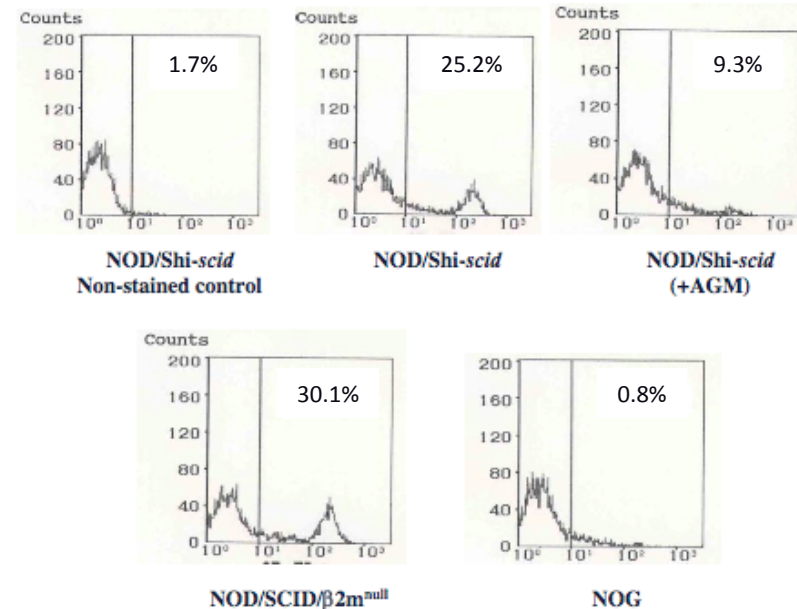 Counts
200
160
120
80
40
0
10⁰ 10¹ 10² 10³
1.7%
NOD/Shi-scid
Non-stained control
Counts
200
160
120
80
40
0
10⁰ 10¹ 10² 10³
25.2%
NOD/Shi-scid
Counts
200
160
120
80
40
0
10⁰ 10¹ 10² 10³
9.3%
NOD/Shi-scid
(+AGM)
Counts
200
160
120
80
40
0
10⁰ 10¹ 10² 10³
30.1%
NOD/SCID/β2mⁿᵘˡˡ
200
160
120
80
40
0
10⁰ 10¹ 10² 10³
0.8%
NOG